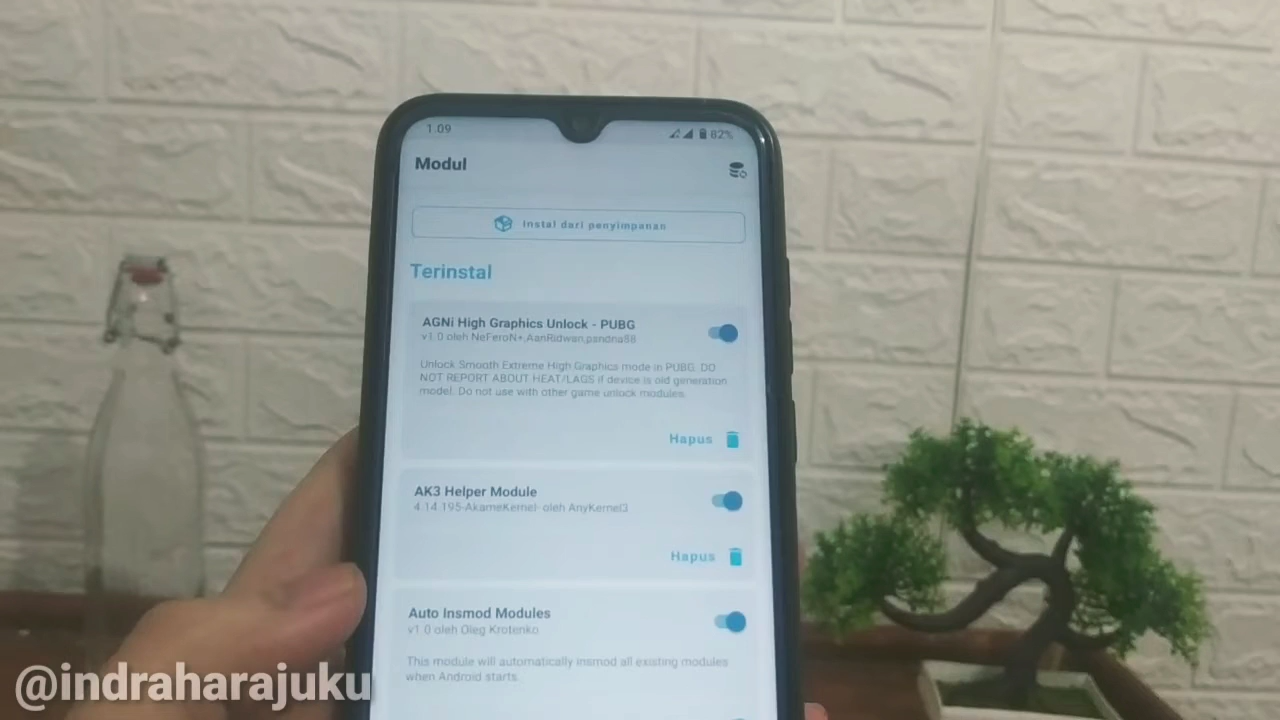 1.09
82%
Modul
Instal dari penyimpanan
Terinstal
AGNi High Graphics Unlock - PUBG
v1.0 oleh NeFeroN+,AanRidwan,psndna88
Unlock Smooth Extreme High Graphics mode in PUBG. DO
NOT REPORT ABOUT HEAT/LAGS if device is old generation
model. Do not use with other game unlock modules.
Hapus
AK3 Helper Module
4.14.195-AkameKernel- oleh AnyKernel3
Hapus
Auto Insmod Modules
v1.0 oleh Oleg Krotenko
This module will automatically insmod all existing modules
when Android starts.
@indraharajuku